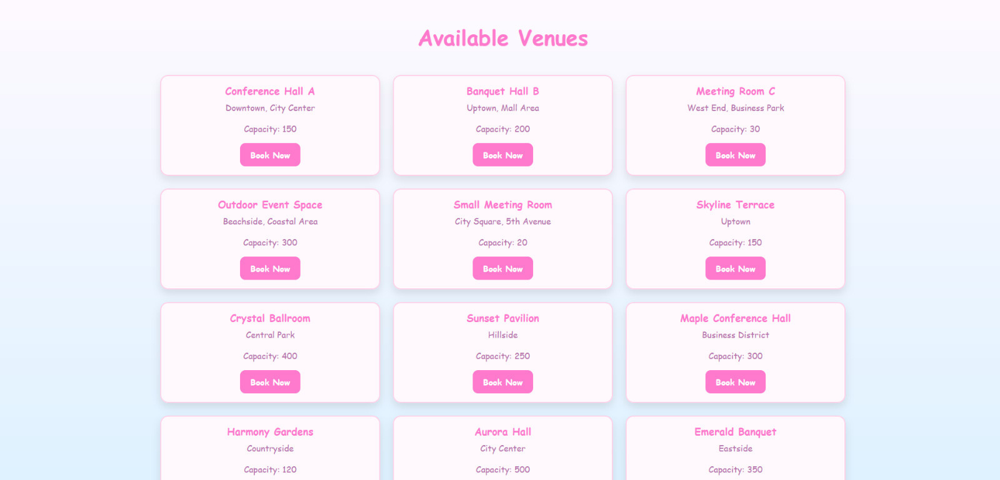 Available Venues
Conference Hall A
Downtown, City Center
Capacity: 150
Book Now
Banquet Hall B
Uptown, Mall Area
Capacity: 200
Book Now
Meeting Room C
West End, Business Park
Capacity: 30
Book Now
Outdoor Event Space
Beachside, Coastal Area
Capacity: 300
Book Now
Small Meeting Room
City Square, 5th Avenue
Capacity: 20
Book Now
Skyline Terrace
Uptown
Capacity: 150
Book Now
Crystal Ballroom
Central Park
Capacity: 400
Book Now
Sunset Pavilion
Hillside
Capacity: 250
Book Now
Maple Conference Hall
Business District
Capacity: 300
Book Now
Harmony Gardens
Countryside
Capacity: 120
Aurora Hall
City Center
Capacity: 500
Emerald Banquet
Eastside
Capacity: 350